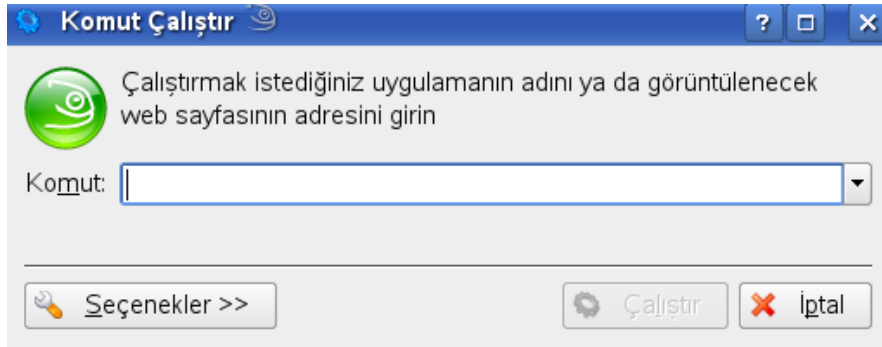 Komut Çalıştır
Çalıştırmak istediğiniz uygulamanın adını ya da görüntülenecek
web sayfasının adresini girin
Komut:
Seçenekler >>
Çalıştır
İptal